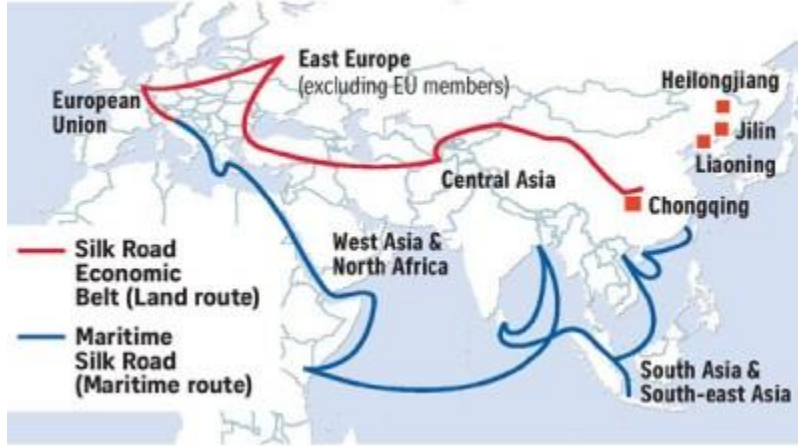 East Europe
(excluding EU members)
European
Union
Heilongjiang
Jilin
Liaoning
Central Asia
Chongqing
West Asia &
North Africa
Silk Road
Economic
Belt (Land route)
Maritime
Silk Road
(Maritime route)
South Asia &
South-east Asia